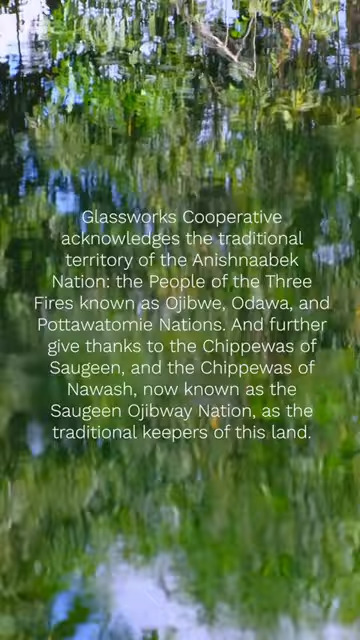 Glassworks Cooperative
acknowledges the traditional
territory of the Anishnaabek
Nation: the People of the Three
Fires known as Ojibwe, Odawa, and
Pottawatomie Nations. And further
give thanks to the Chippewas of
Saugeen, and the Chippewas of
Nawash, now known as the
Saugeen Ojibway Nation, as the
traditional keepers of this land.